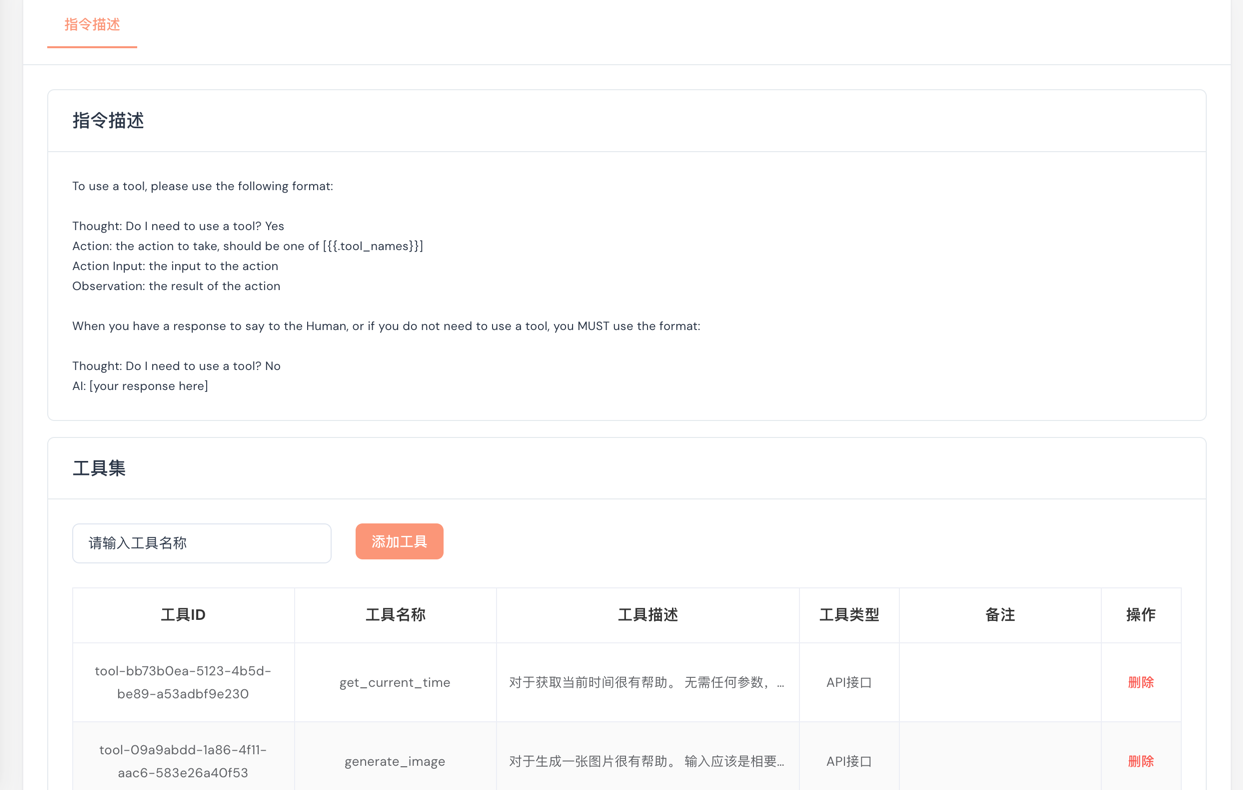 指令描述
指令描述
To use a tool, please use the following format:
Thought: Do I need to use a tool? Yes
Action: the action to take, should be one of [{{.tool_names}}]
Action Input: the input to the action
Observation: the result of the action
When you have a response to say to the Human, or if you do not need to use a tool, you MUST use the format:
Thought: Do I need to use a tool? No
AI: [your response here]
工具集
请输入工具名称 添加工具
工具ID 工具名称 工具描述 工具类型 备注 操作
tool-bb73b0ea-5123-4b5d-
be89-a53adbf9e230 get_current_time 对于获取当前时间很有帮助。 无需任何参数，... API接口 删除
tool-09a9abdd-1a86-4f11-
aac6-583e26a40f53 generate_image 对于生成一张图片很有帮助。 输入应该是相要... API接口 删除